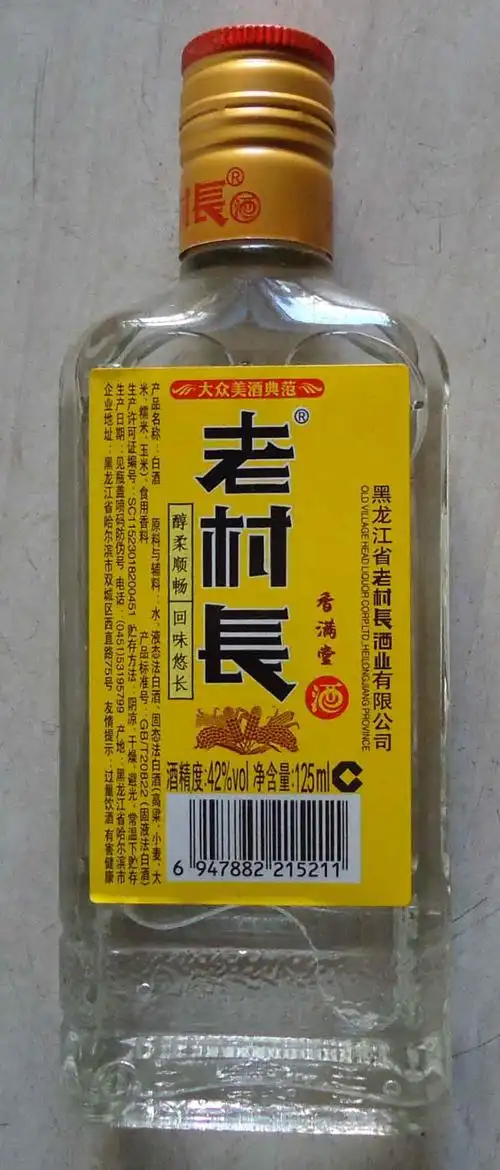 村長®酒
大众美酒典范
老村長®
香满堂酒
醇柔顺畅 回味悠长
黑龙江省老村長酒业有限公司
OLD VILLAGE HEAD LIQUOR CORP.,LTD.,HEILONGJIANG PROVINCE
产品名称：白酒 原料与辅料：水、液态法白酒、固态法白酒(高粱、小麦、大
米、糯米、玉米)、食用香料 产品标准号：GB/T20822(固液法白酒)
生产许可证编号：SC11523018200451 贮存方法：阴凉、干燥、避光、常温下贮存
生产日期：见瓶盖喷码防伪号 电话：(0451)53195799 产地：黑龙江省哈尔滨市
企业地址：黑龙江省哈尔滨市双城区西直路75号 友情提示：过量饮酒 有害健康
酒精度:42%vol 净含量:125ml C
6 947882 215211